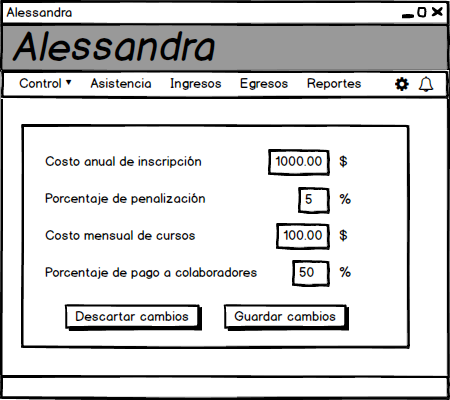 Alessandra
Alessandra
Control ▼ Asistencia Ingresos Egresos Reportes
Costo anual de inscripción 1000.00 $
Porcentaje de penalización 5 %
Costo mensual de cursos 100.00 $
Porcentaje de pago a colaboradores 50 %
Descartar cambios Guardar cambios